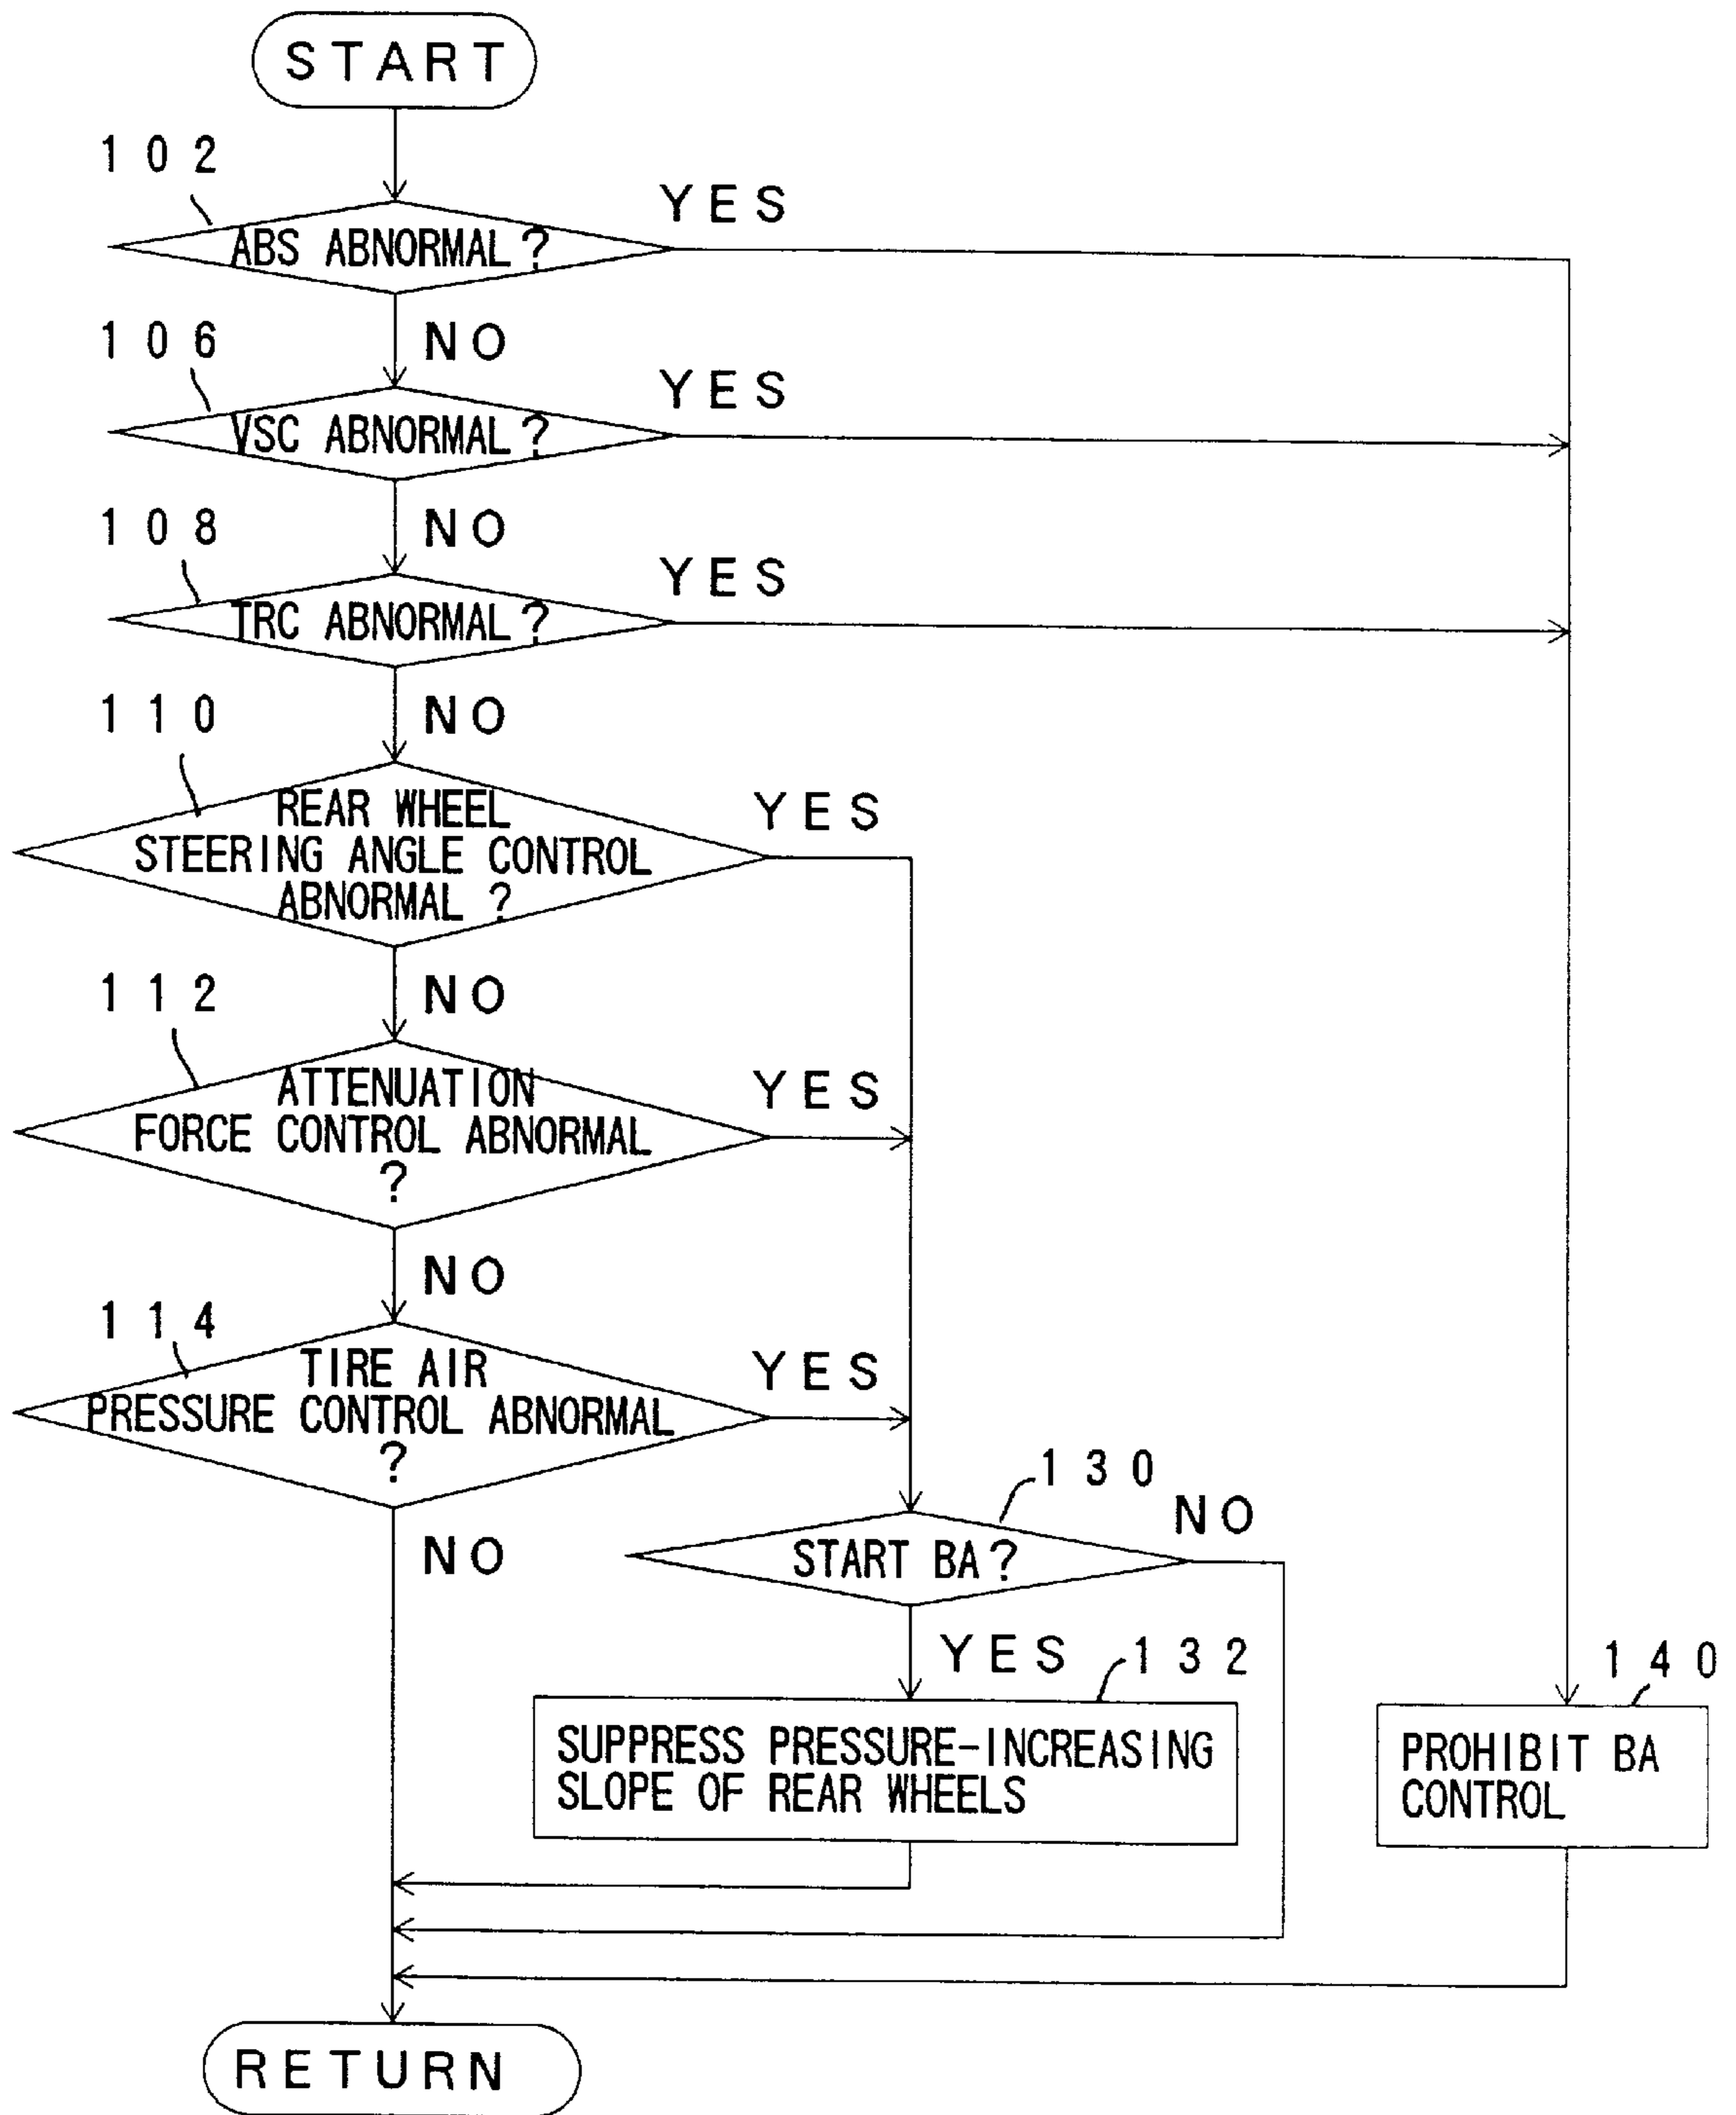 START
102
YES
ABS ABNORMAL?
NO
106
YES
VSC ABNORMAL?
NO
108
YES
TRC ABNORMAL?
NO
110
YES
REAR WHEEL
STEERING ANGLE CONTROL
ABNORMAL ?
NO
112
YES
ATTENUATION
FORCE CONTROL ABNORMAL
?
NO
114
YES
TIRE AIR
PRESSURE CONTROL ABNORMAL
?
NO
130
NO
START BA?
YES
132
SUPPRESS PRESSURE-INCREASING
SLOPE OF REAR WHEELS
140
PROHIBIT BA
CONTROL
RETURN